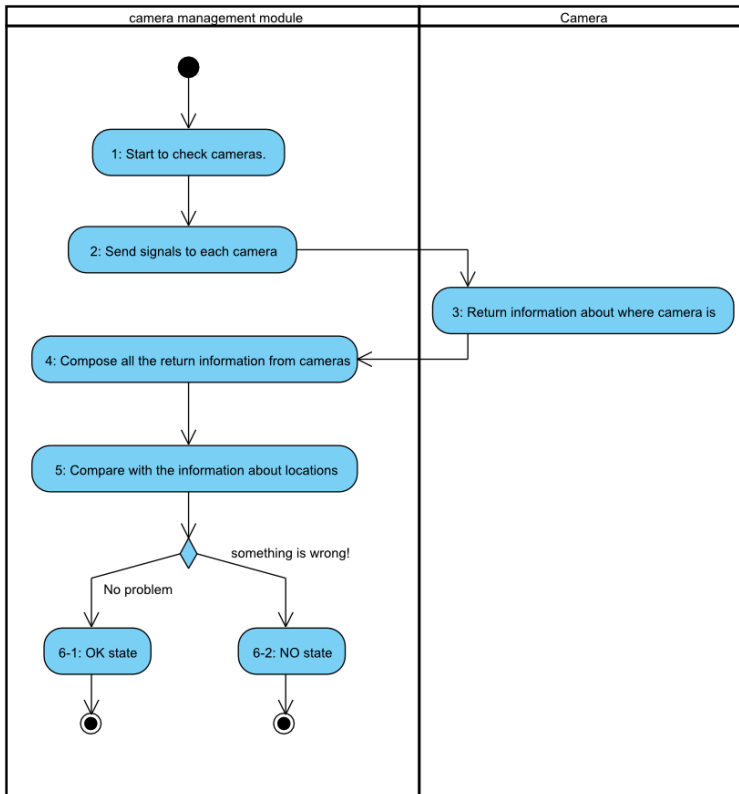 camera management module
Camera
1: Start to check cameras.
2: Send signals to each camera
3: Return information about where camera is
4: Compose all the return information from cameras
5: Compare with the information about locations
something is wrong!
No problem
6-1: OK state
6-2: NO state